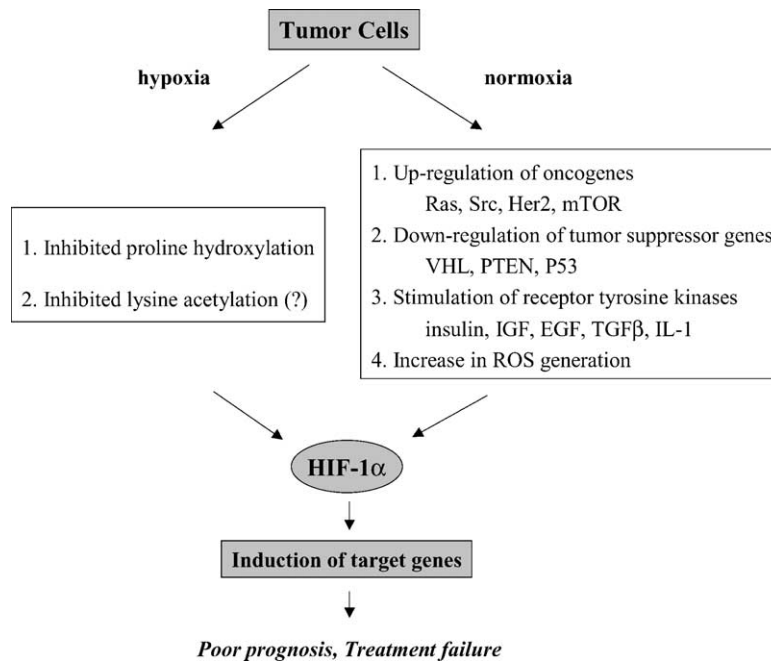 Tumor Cells
hypoxia
normoxia
1. Inhibited proline hydroxylation
2. Inhibited lysine acetylation (?)
1. Up-regulation of oncogenes
Ras, Src, Her2, mTOR
2. Down-regulation of tumor suppressor genes
VHL, PTEN, P53
3. Stimulation of receptor tyrosine kinases
insulin, IGF, EGF, TGFβ, IL-1
4. Increase in ROS generation
HIF-1α
Induction of target genes
Poor prognosis, Treatment failure